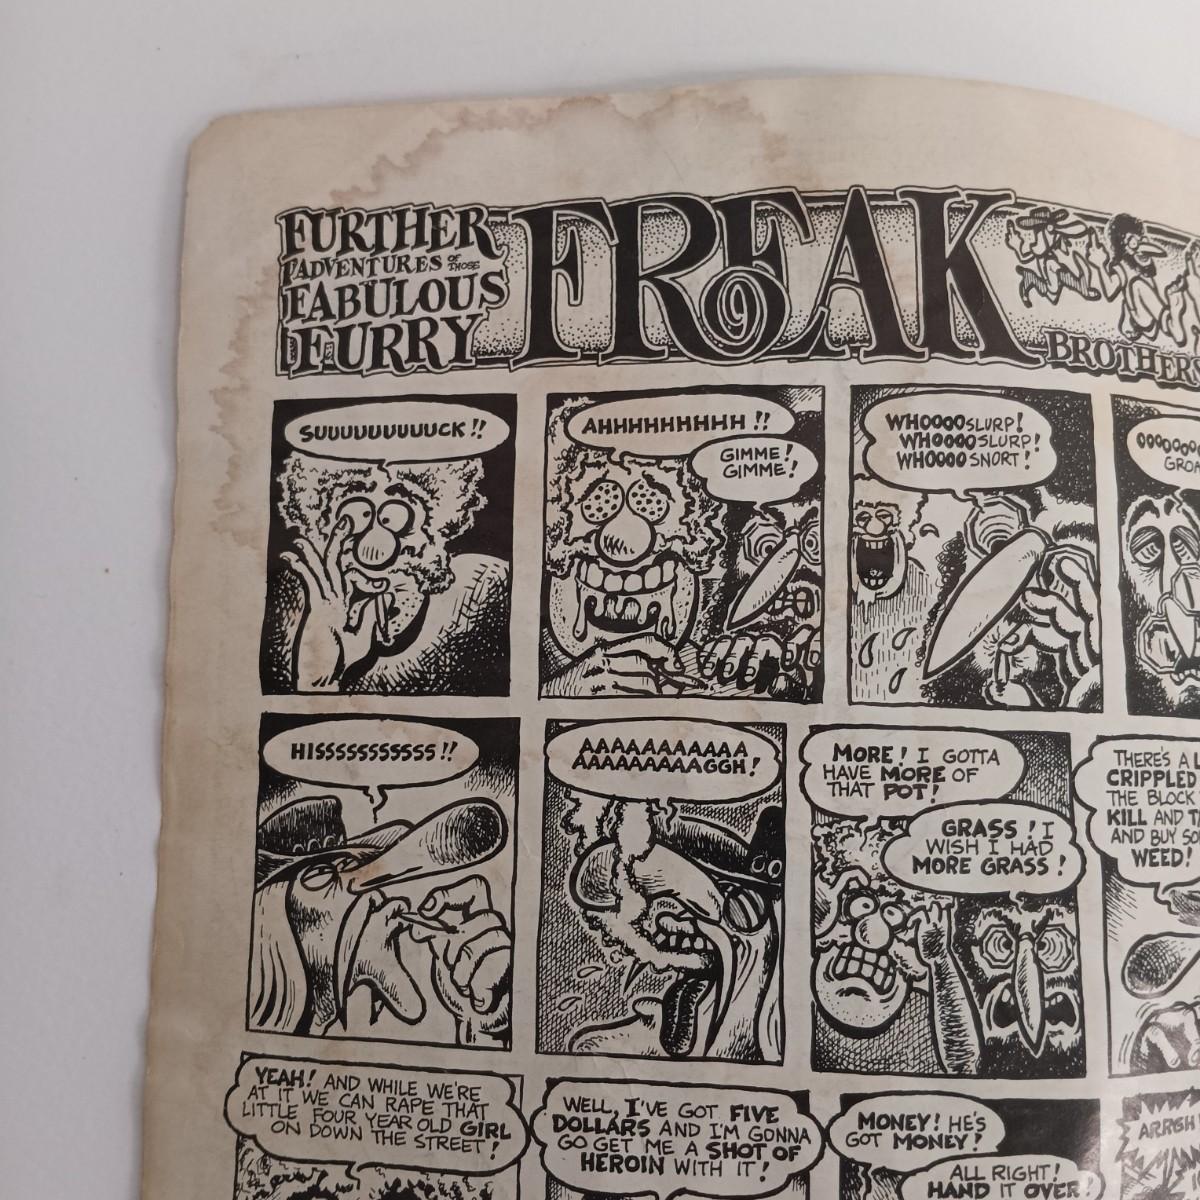 FURTHER
ADVENTURES OF THOSE
FABULOUS
FURRY
FREAK
BROTHERS
SUUUUUUUUUCK!!
AHHHHHHHHH!!
GIMME!
GIMME!
WHOOOO SLURP!
WHOOOO SLURP!
WHOOOO SNORT!
HISSSSSSSSSSS!!
AAAAAAAAAAA
AAAAAAAAAAGGH!
MORE! I GOTTA
HAVE MORE OF
THAT POT!
GRASS! I
WISH I HAD
MORE GRASS!
THERE'S A
CRIPPLED
THE BLOCK
KILL AND
AND BUY
WEED!
YEAH! AND WHILE WE'RE
AT IT WE CAN RAPE THAT
LITTLE FOUR YEAR OLD GIRL
ON DOWN THE STREET!
WELL, I'VE GOT FIVE
DOLLARS AND I'M GONNA
GO GET ME A SHOT OF
HEROIN WITH IT!
MONEY! HE'S
GOT MONEY!
ALL RIGHT!
HAND IT OVER!